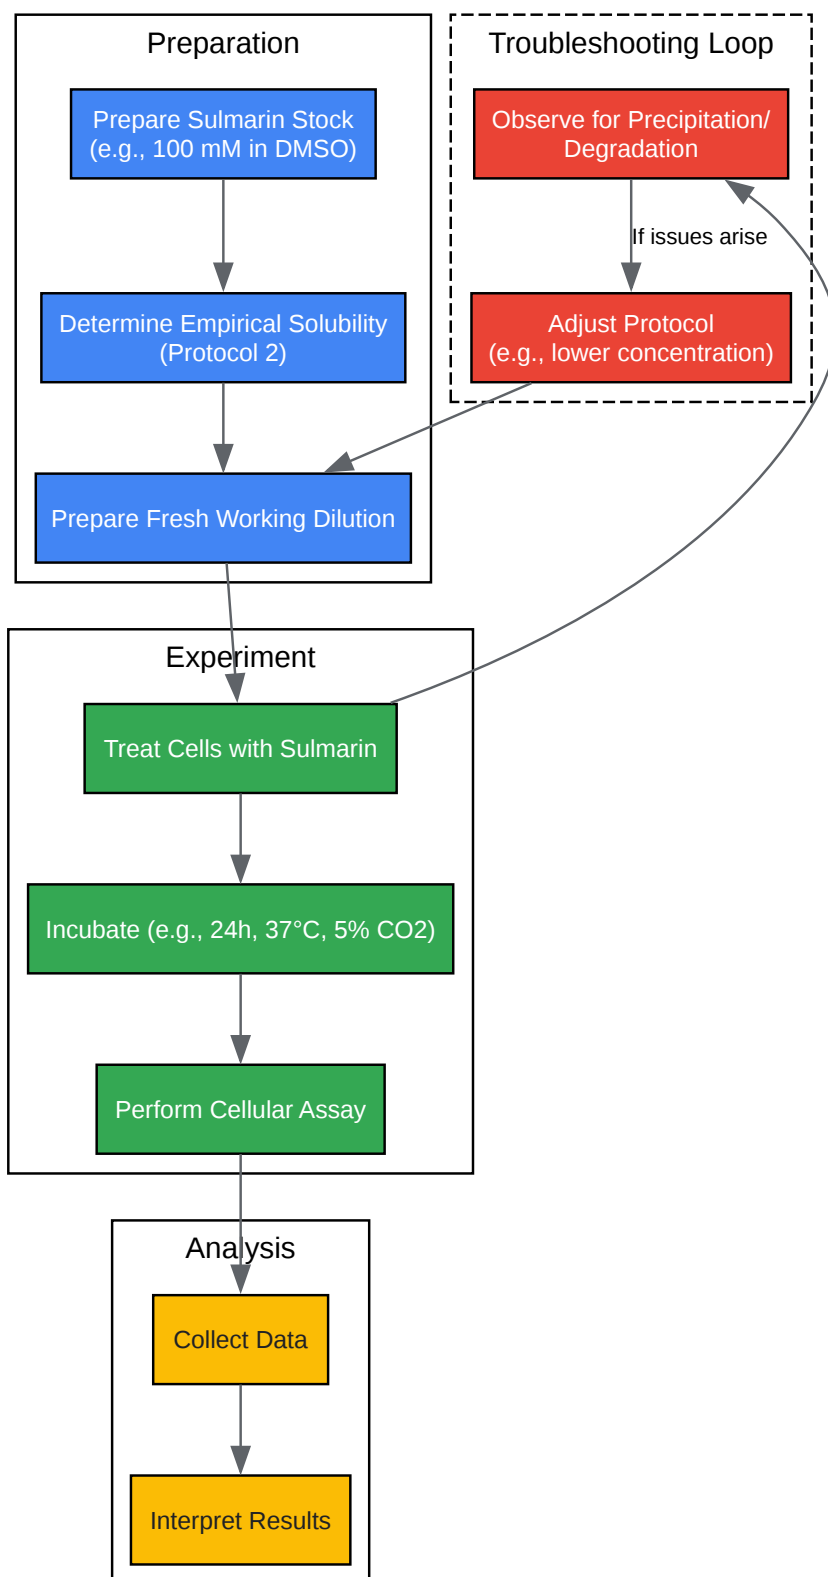 Preparation
Prepare Sulmarin Stock
(e.g., 100 mM in DMSO)
Determine Empirical Solubility
(Protocol 2)
Prepare Fresh Working Dilution
Troubleshooting Loop
Observe for Precipitation/
Degradation
If issues arise
Adjust Protocol
(e.g., lower concentration)
Experiment
Treat Cells with Sulmarin
Incubate (e.g., 24h, 37°C, 5% CO2)
Perform Cellular Assay
Analysis
Collect Data
Interpret Results